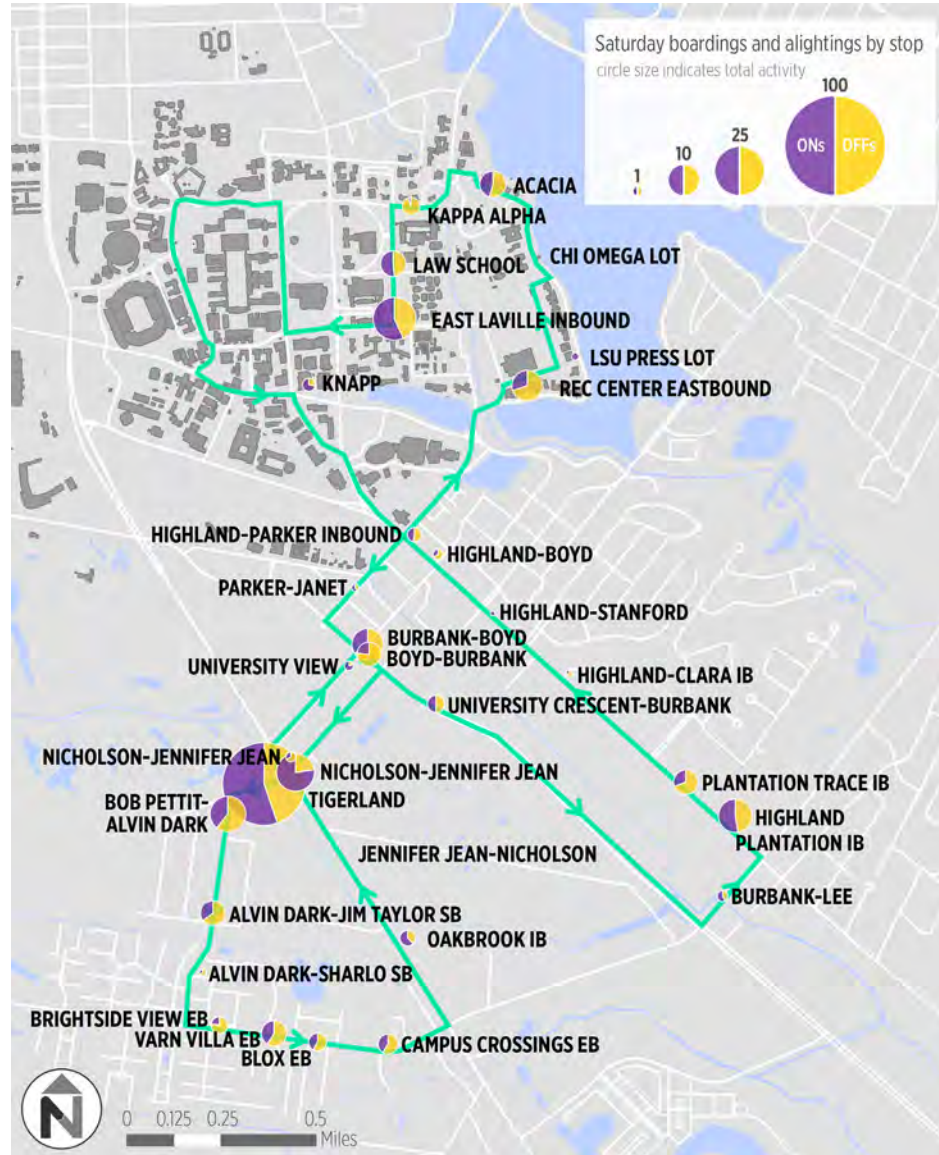 Saturday boardings and alightings by stop
circle size indicates total activity
1
10
25
100
ONs
OFFs
ACACIA
KAPPA ALPHA
CHI OMEGA LOT
LAW SCHOOL
EAST LAVILLE INBOUND
LSU PRESS LOT
KNAPP
REC CENTER EASTBOUND
HIGHLAND-PARKER INBOUND
HIGHLAND-BOYD
PARKER-JANET
HIGHLAND-STANFORD
BURBANK-BOYD
BOYD-BURBANK
UNIVERSITY VIEW
HIGHLAND-CLARA IB
UNIVERSITY CRESCENT-BURBANK
NICHOLSON-JENNIFER JEAN
NICHOLSON-JENNIFER JEAN
TIGERLAND
PLANTATION TRACE IB
BOB PETTIT-
ALVIN DARK
HIGHLAND
PLANTATION IB
JENNIFER JEAN-NICHOLSON
BURBANK-LEE
ALVIN DARK-JIM TAYLOR SB
OAKBROOK IB
ALVIN DARK-SHARLO SB
BRIGHTSIDE VIEW EB
VARN VILLA EB
BLOX EB
CAMPUS CROSSINGS EB
N
0 0.125 0.25 0.5
Miles